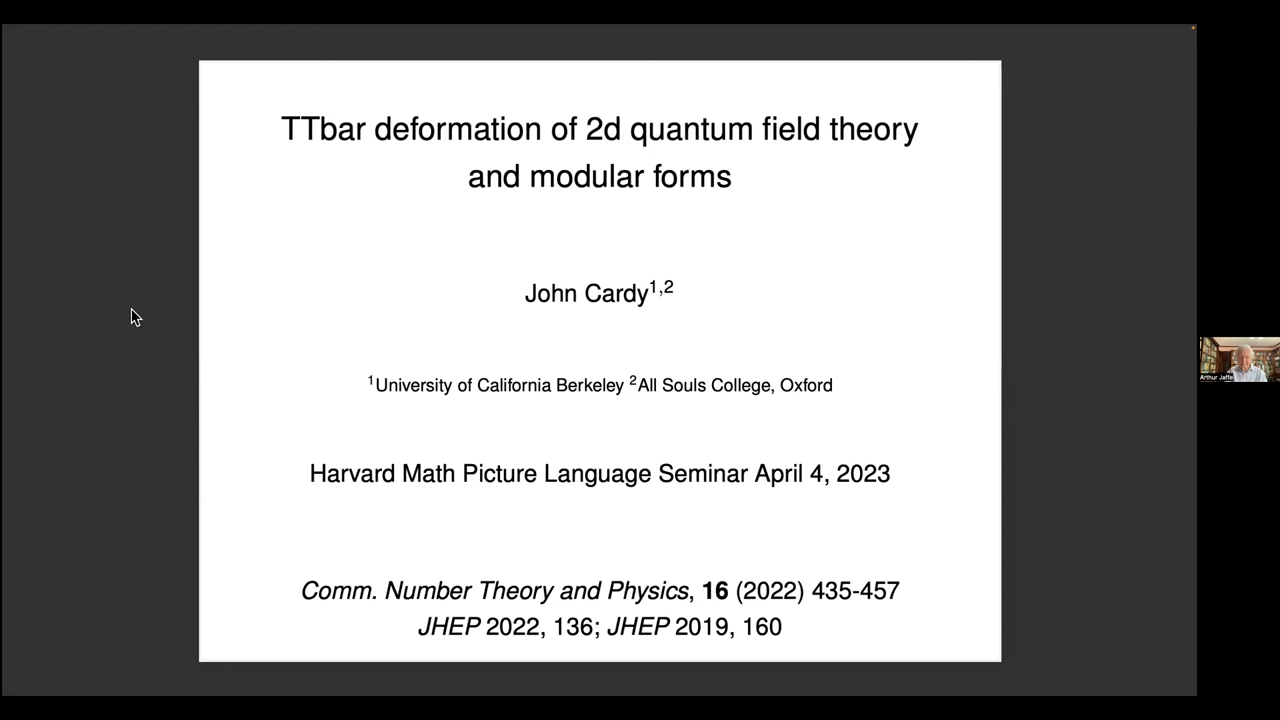 TTbar deformation of 2d quantum field theory
and modular forms
John Cardy¹,²
¹University of California Berkeley ²All Souls College, Oxford
Harvard Math Picture Language Seminar April 4, 2023
Comm. Number Theory and Physics, 16 (2022) 435-457
JHEP 2022, 136; JHEP 2019, 160
Arthur Jaffe